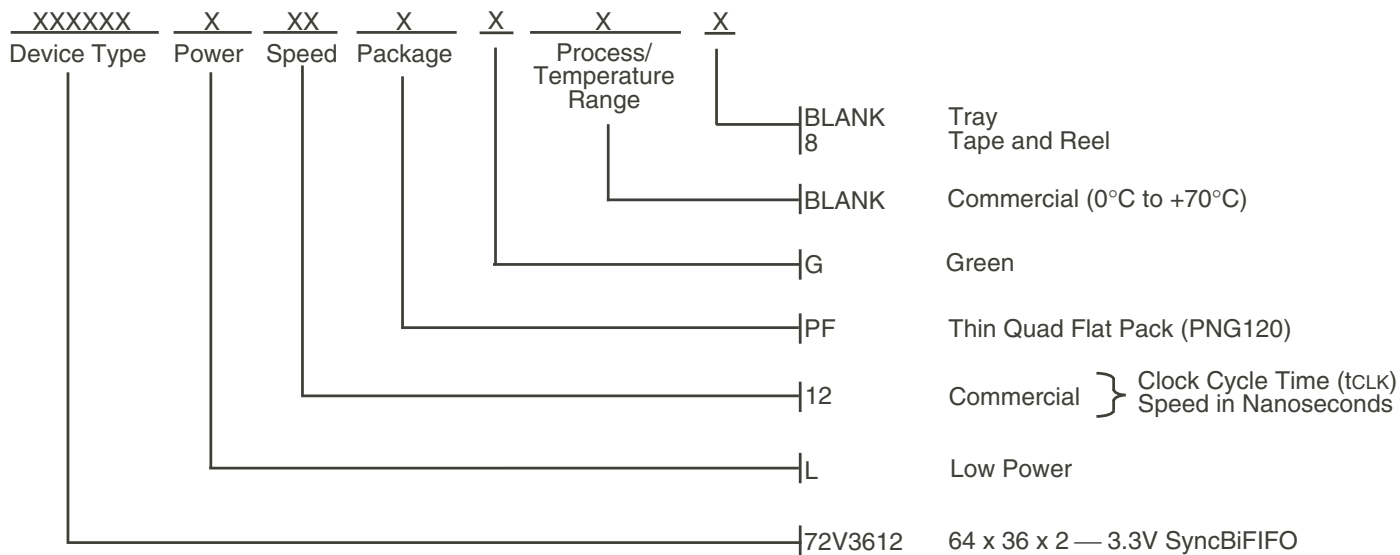 XXXXXX X XX X X X X
Device Type Power Speed Package Process/
Temperature
Range
BLANK Tray
8 Tape and Reel
BLANK Commercial (0°C to +70°C)
G Green
PF Thin Quad Flat Pack (PNG120)
12 Commercial } Clock Cycle Time (tCLK)
Speed in Nanoseconds
L Low Power
72V3612 64 x 36 x 2 — 3.3V SyncBiFIFO